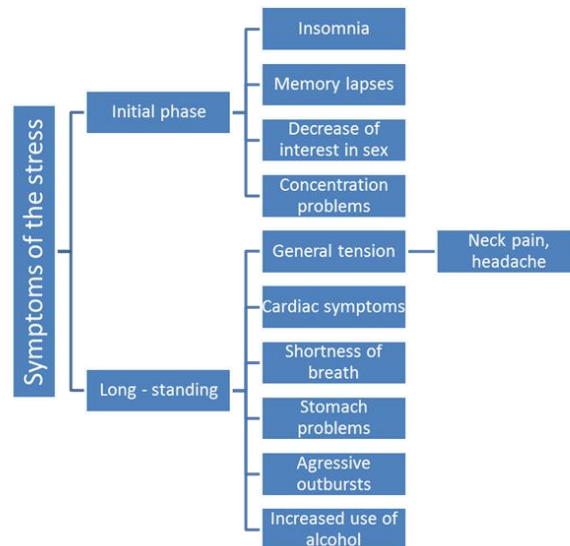 Symptoms of the stress
Initial phase
Insomnia
Memory lapses
Decrease of
interest in sex
Concentration
problems
Long - standing
General tension
Neck pain,
headache
Cardiac symptoms
Shortness of
breath
Stomach
problems
Agressive
outbursts
Increased use of
alcohol